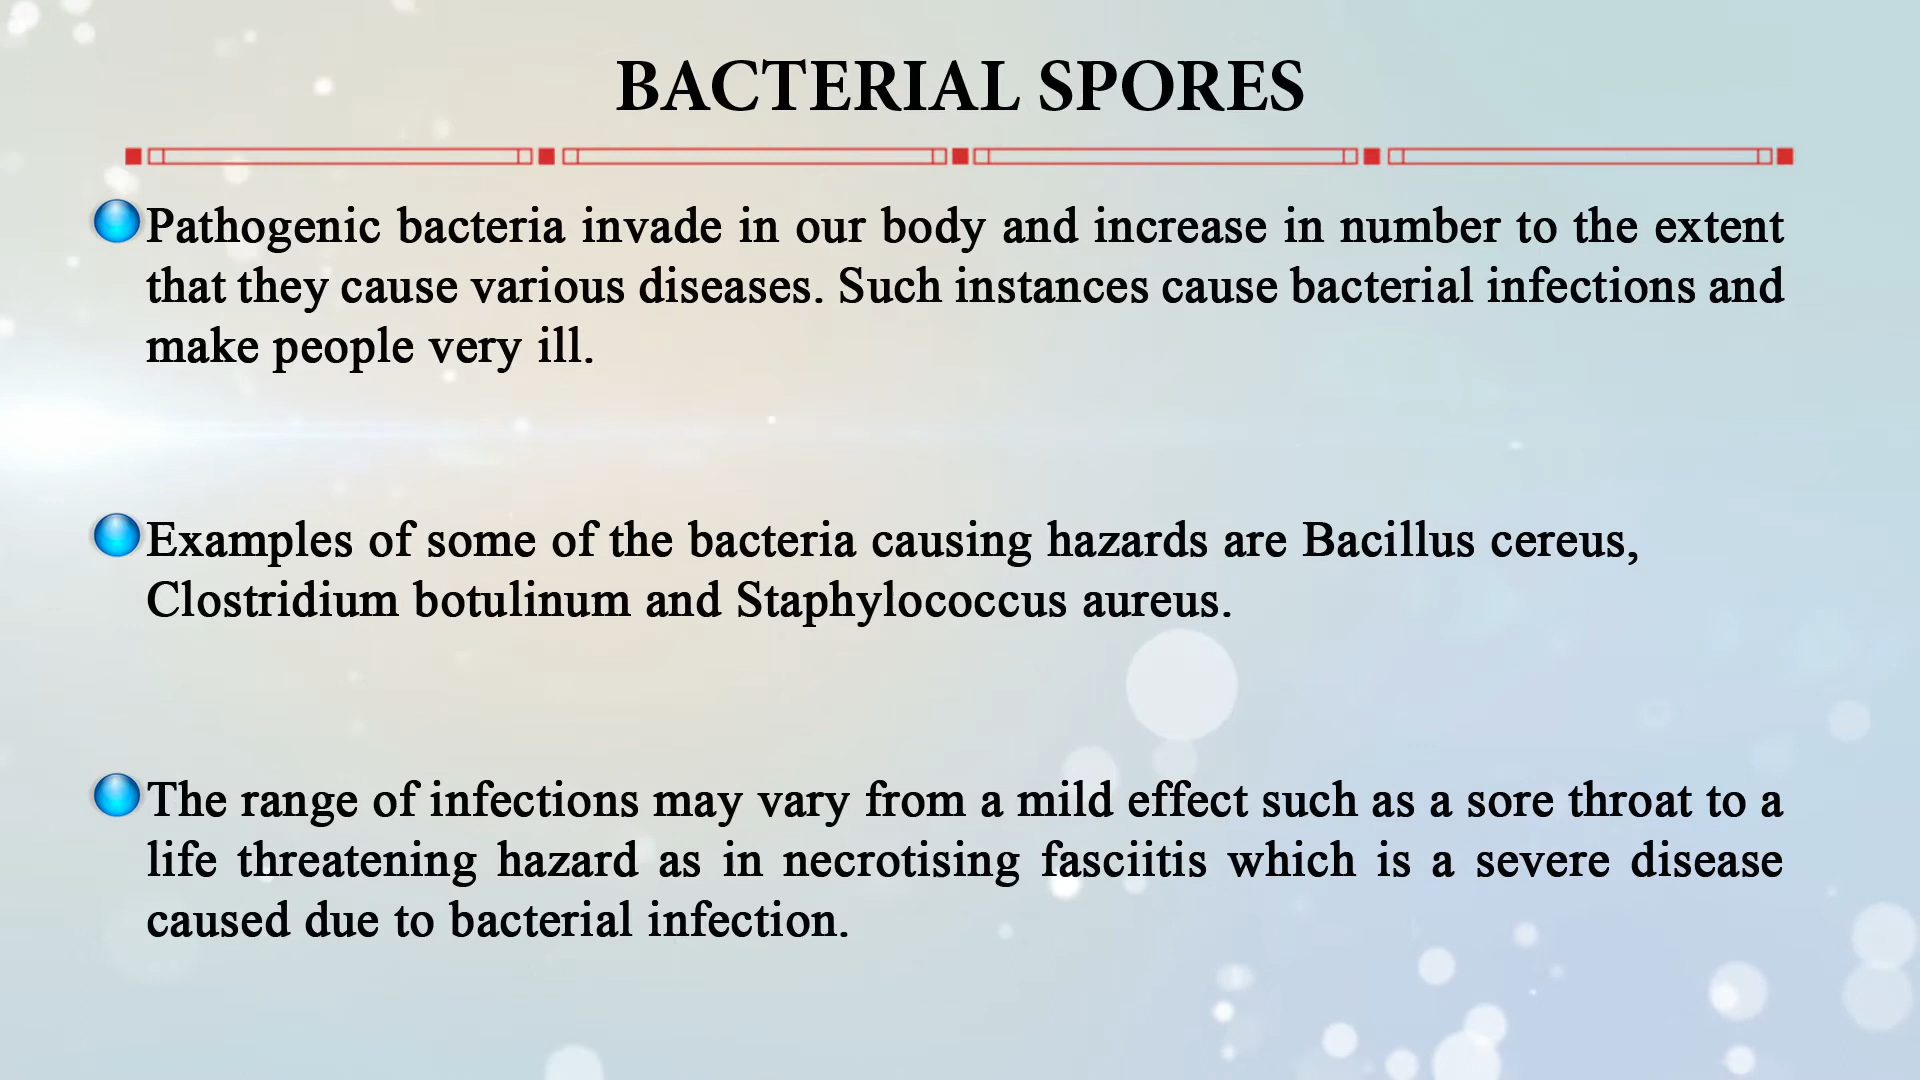 BACTERIAL SPORES
Pathogenic bacteria invade in our body and increase in number to the extent
that they cause various diseases. Such instances cause bacterial infections and
make people very ill.
Examples of some of the bacteria causing hazards are Bacillus cereus,
Clostridium botulinum and Staphylococcus aureus.
The range of infections may vary from a mild effect such as a sore throat to a
life threatening hazard as in necrotising fasciitis which is a severe disease
caused due to bacterial infection.